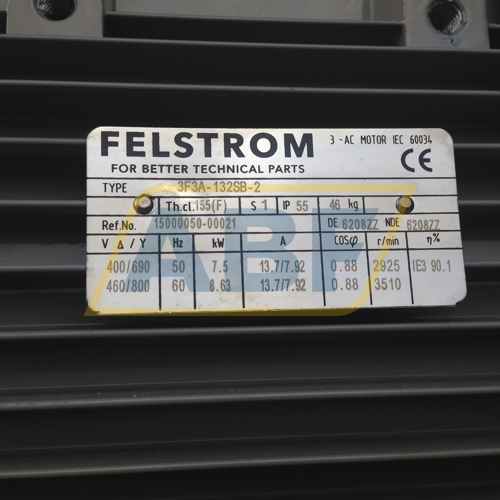 FELSTROM 3 ~AC MOTOR IEC 60034
FOR BETTER TECHNICAL PARTS CE
TYPE 3F3A-132SB-2
Th.cl.155(F) S 1 IP 55 46 kg
Ref.No. 15000050-00021 DE 6208ZZ NDE 6208ZZ
V Δ / Y Hz kW A cosφ r/min η%
400/690 50 7.5 13.7/7.92 0.88 2925 IE3 90.1
460/800 60 8.63 13.7/7.92 0.88 3510
ABF